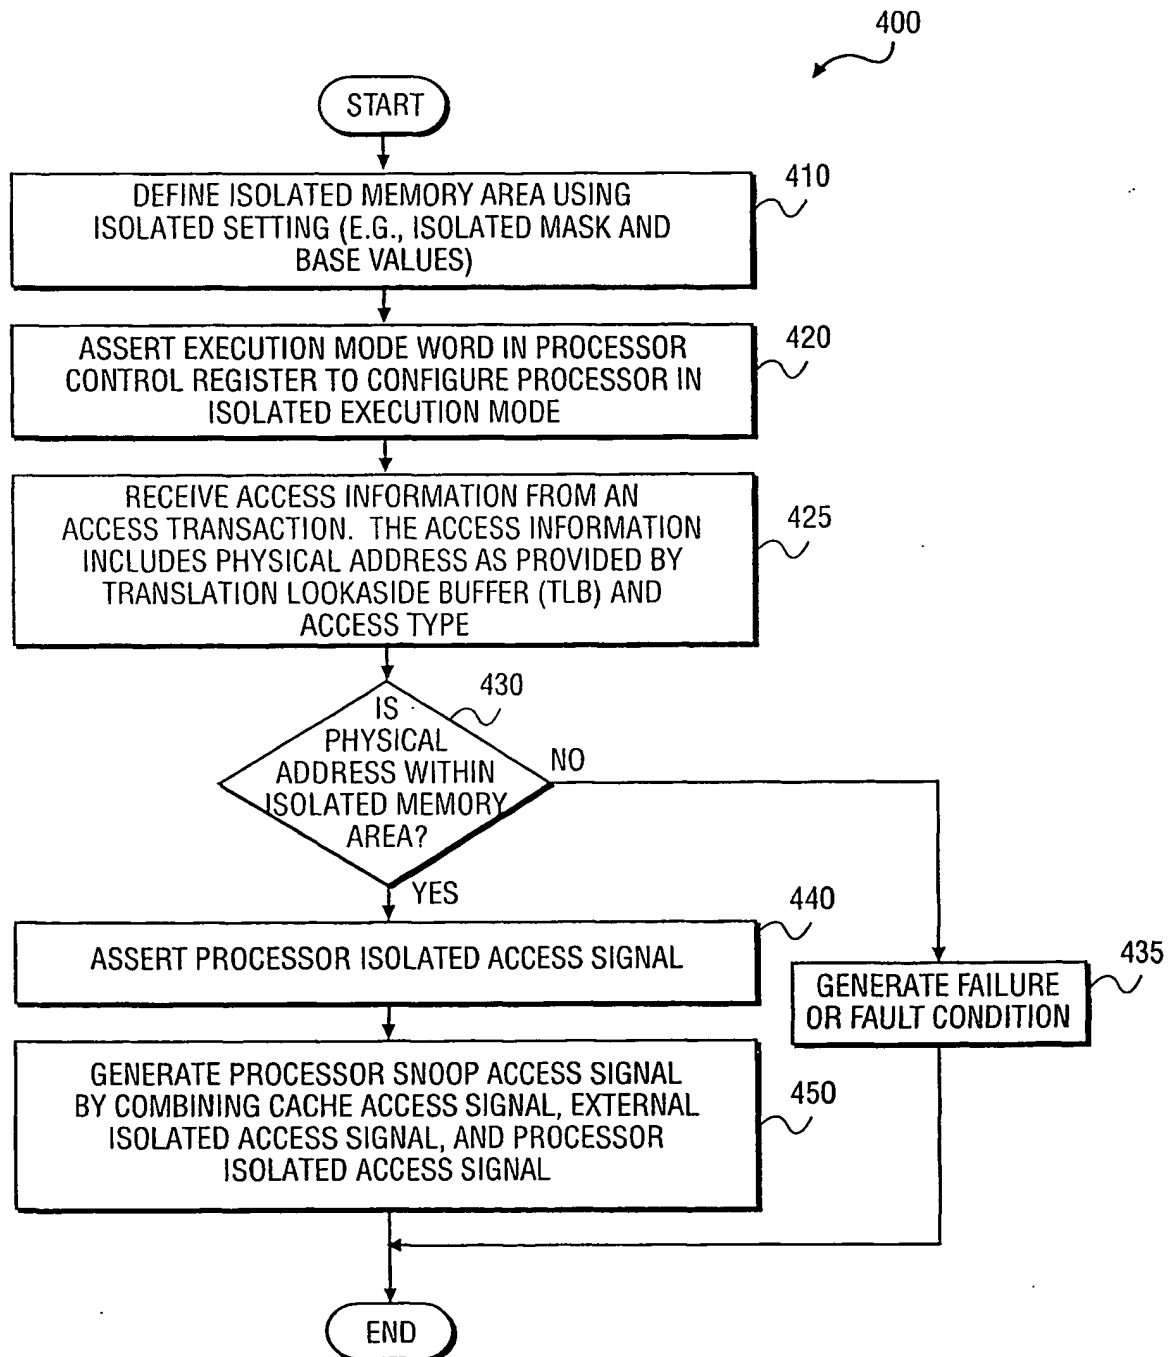 400
START
410
DEFINE ISOLATED MEMORY AREA USING
ISOLATED SETTING (E.G., ISOLATED MASK AND
BASE VALUES)
420
ASSERT EXECUTION MODE WORD IN PROCESSOR
CONTROL REGISTER TO CONFIGURE PROCESSOR IN
ISOLATED EXECUTION MODE
425
RECEIVE ACCESS INFORMATION FROM AN
ACCESS TRANSACTION. THE ACCESS INFORMATION
INCLUDES PHYSICAL ADDRESS AS PROVIDED BY
TRANSLATION LOOKASIDE BUFFER (TLB) AND
ACCESS TYPE
430
IS
PHYSICAL
ADDRESS WITHIN
ISOLATED MEMORY
AREA?
NO
YES
440
ASSERT PROCESSOR ISOLATED ACCESS SIGNAL
435
GENERATE FAILURE
OR FAULT CONDITION
450
GENERATE PROCESSOR SNOOP ACCESS SIGNAL
BY COMBINING CACHE ACCESS SIGNAL, EXTERNAL
ISOLATED ACCESS SIGNAL, AND PROCESSOR
ISOLATED ACCESS SIGNAL
END